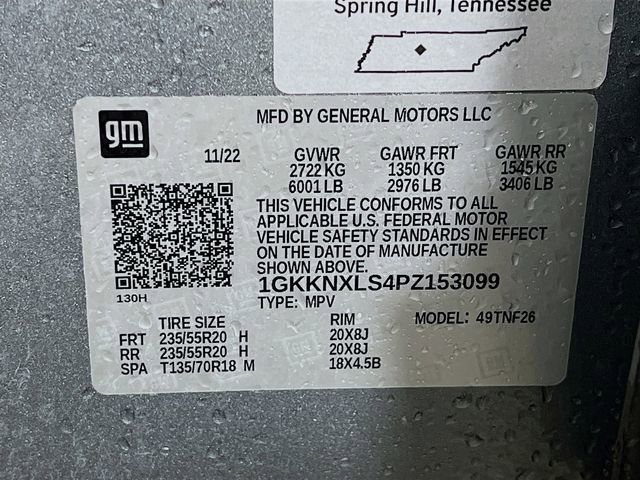 Spring Hill, Tennessee
gm
MFD BY GENERAL MOTORS LLC
11/22 GVWR GAWR FRT GAWR RR
2722 KG 1350 KG 1545 KG
6001 LB 2976 LB 3406 LB
THIS VEHICLE CONFORMS TO ALL
APPLICABLE U.S. FEDERAL MOTOR
VEHICLE SAFETY STANDARDS IN EFFECT
ON THE DATE OF MANUFACTURE
SHOWN ABOVE.
1GKKNXLS4PZ153099
130H
TYPE: MPV
TIRE SIZE RIM MODEL: 49TNF26
FRT 235/55R20 H 20X8J
RR 235/55R20 H 20X8J
SPA T135/70R18 M 18X4.5B